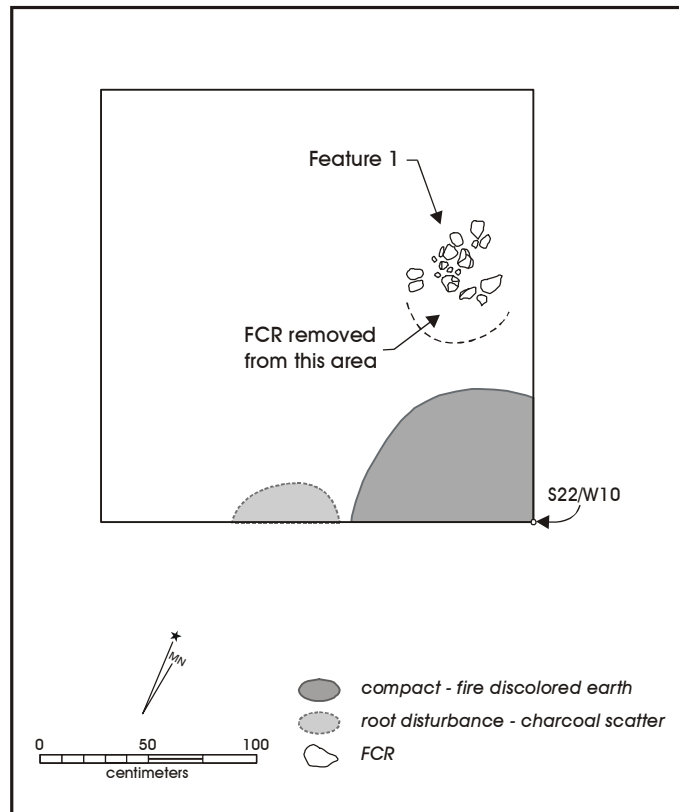 Feature 1
FCR removed
from this area
S22/W10
MN
compact - fire discolored earth
root disturbance - charcoal scatter
FCR
0 50 100
centimeters